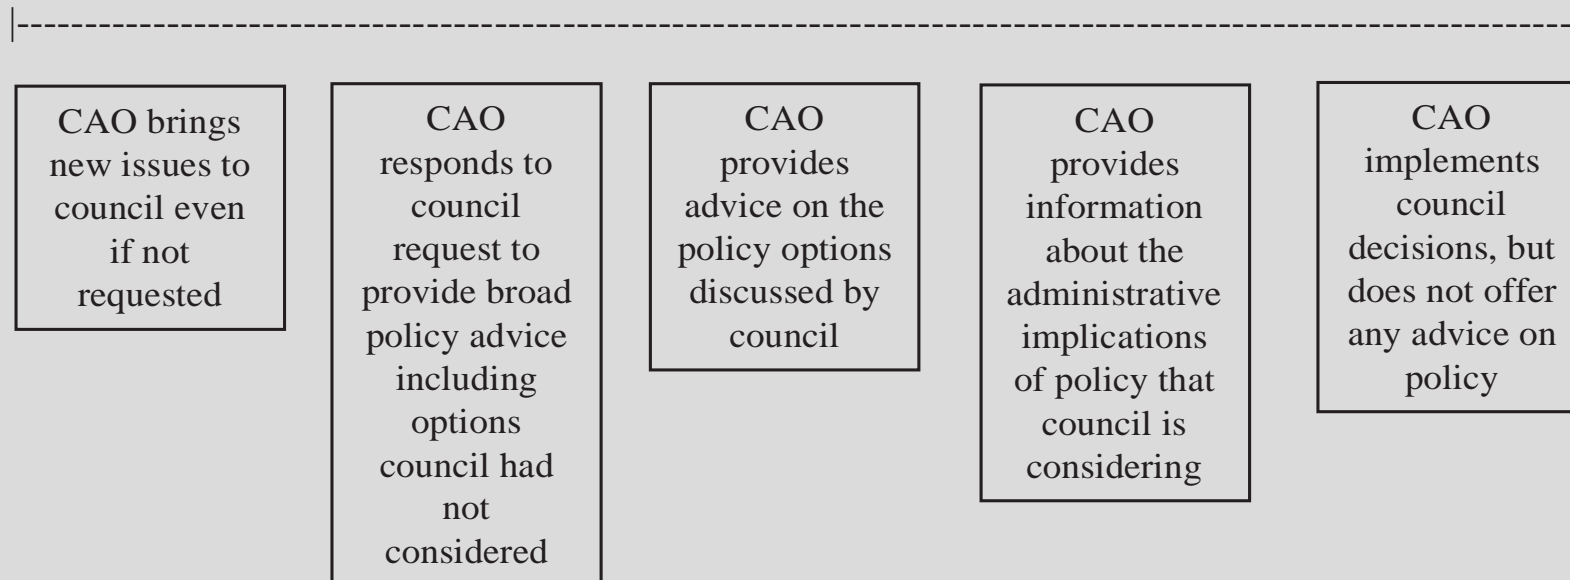 CAO brings
new issues to
council even
if not
requested
CAO
responds to
council
request to
provide broad
policy advice
including
options
council had
not
considered
CAO
provides
advice on the
policy options
discussed by
council
CAO
provides
information
about the
administrative
implications
of policy that
council is
considering
CAO
implements
council
decisions, but
does not offer
any advice on
policy